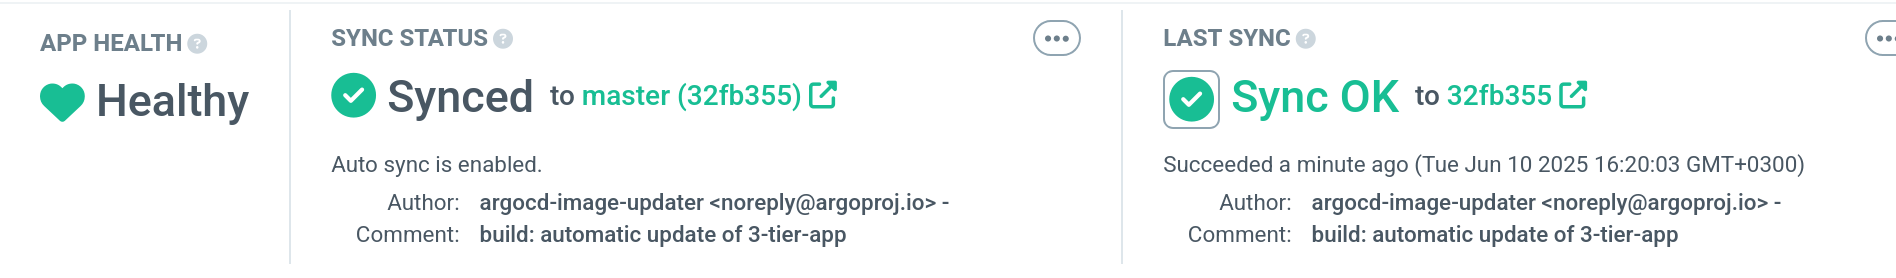 APP HEALTH ?
Healthy
SYNC STATUS ?
Synced to master (32fb355)
Auto sync is enabled.
Author: argocd-image-updater <noreply@argoproj.io> -
Comment: build: automatic update of 3-tier-app
LAST SYNC ?
Sync OK to 32fb355
Succeeded a minute ago (Tue Jun 10 2025 16:20:03 GMT+0300)
Author: argocd-image-updater <noreply@argoproj.io> -
Comment: build: automatic update of 3-tier-app